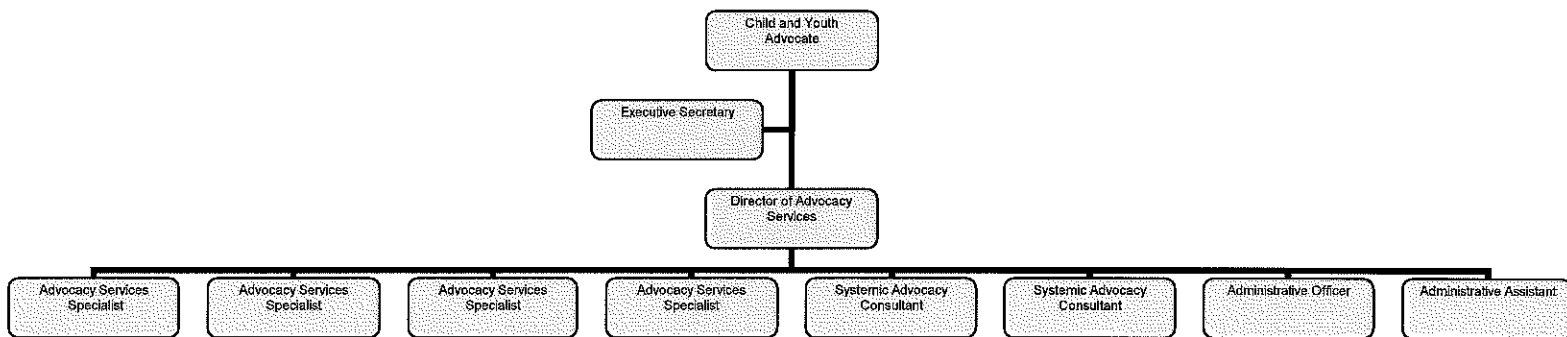 Child and Youth
Advocate
Executive Secretary
Director of Advocacy
Services
Advocacy Services
Specialist
Advocacy Services
Specialist
Advocacy Services
Specialist
Advocacy Services
Specialist
Systemic Advocacy
Consultant
Systemic Advocacy
Consultant
Administrative Officer
Administrative Assistant